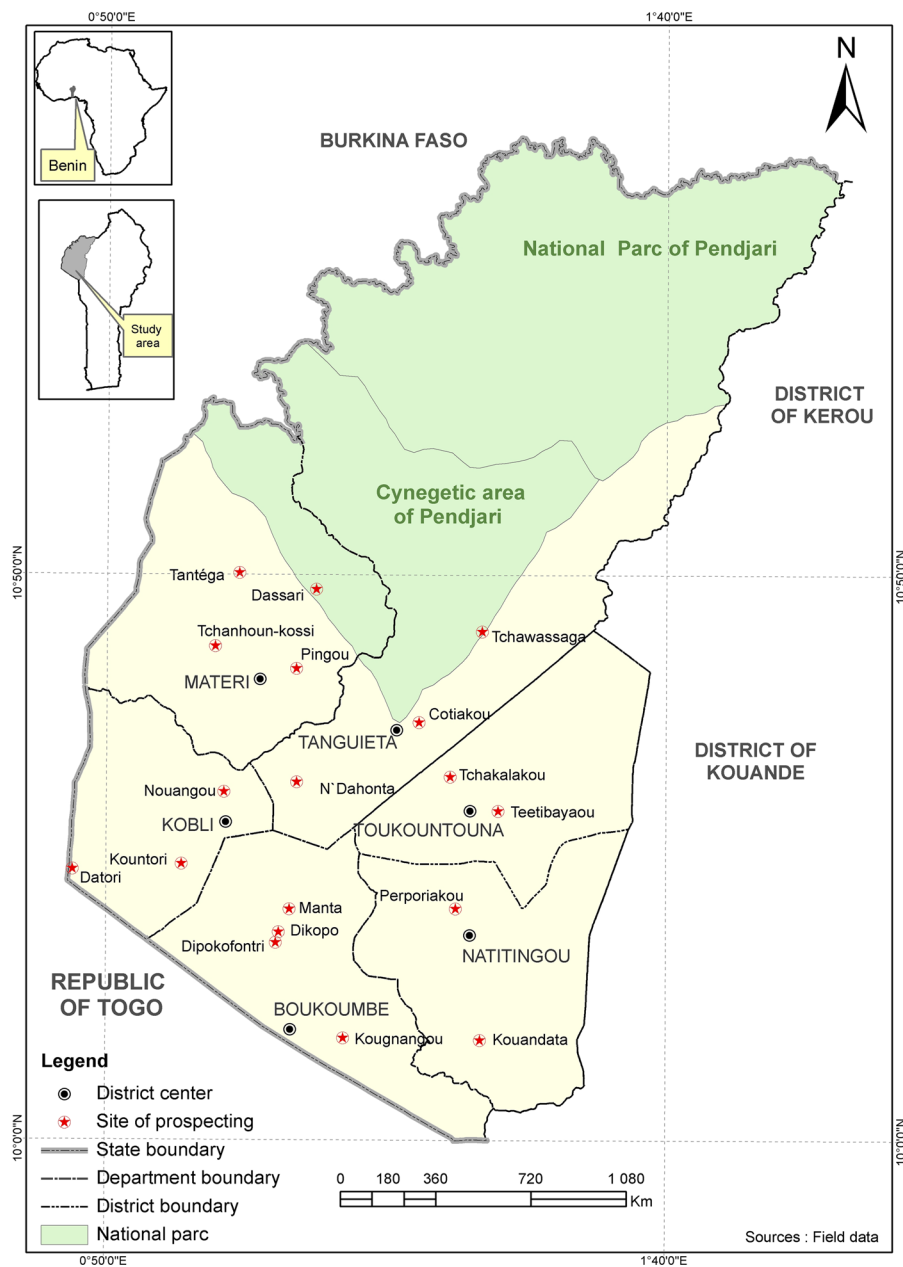 0°50'0"E
1°40'0"E
N
BURKINA FASO
Benin
National Parc of Pendjari
Study
area
DISTRICT
OF KEROU
Cynegetic area
of Pendjari
10°50'0"N
10°50'0"N
Tantéga
Dassari
Tchanhoun-kossi
Tchawassaga
Pingou
MATERI
Cotiakou
TANGUIETA
DISTRICT OF
KOUANDE
Tchakalakou
N`Dahonta
Nouangou
Teetibayaou
KOBLI
TOUKOUNTOUNA
Kountori
Datori
Perporiakou
Manta
Dikopo
Dipokofontri
NATITINGOU
REPUBLIC
OF TOGO
BOUKOUMBE
Kougnangou
Kouandata
Legend
District center
Site of prospecting
State boundary
Department boundary
District boundary
National parc
10°0'0"N
10°0'0"N
0 180 360 720 1 080
Km
Sources : Field data
0°50'0"E
1°40'0"E